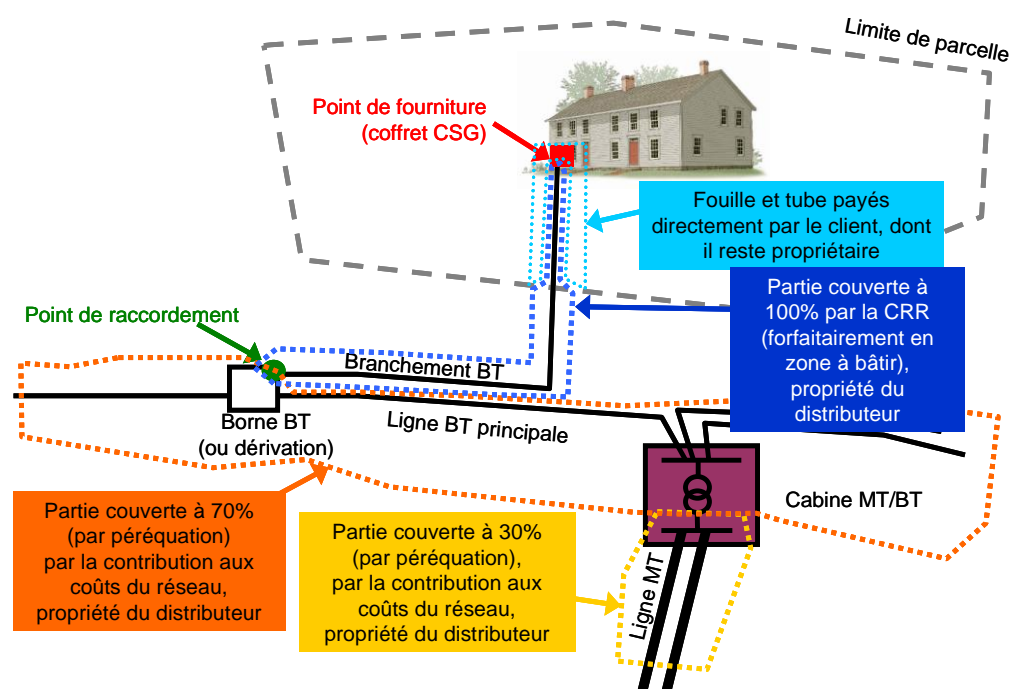 Limite de parcelle
Point de fourniture
(coffret CSG)
Fouille et tube payés
directement par le client, dont
il reste propriétaire
Partie couverte à
100% par la CRR
(forfaitairement en
zone à bâtir),
propriété du
distributeur
Point de raccordement
Branchement BT
Borne BT
(ou dérivation)
Ligne BT principale
Cabine MT/BT
Partie couverte à 70%
(par péréquation)
par la contribution aux
coûts du réseau,
propriété du distributeur
Partie couverte à 30%
(par péréquation),
par la contribution aux
coûts du réseau,
propriété du distributeur
Ligne MT